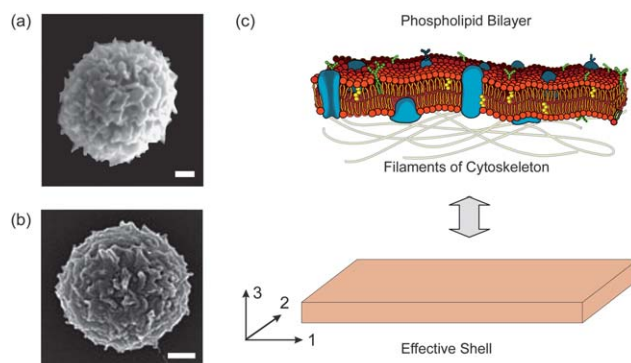 (a)
(b)
(c)
Phospholipid Bilayer
Filaments of Cytoskeleton
3
2
1
Effective Shell